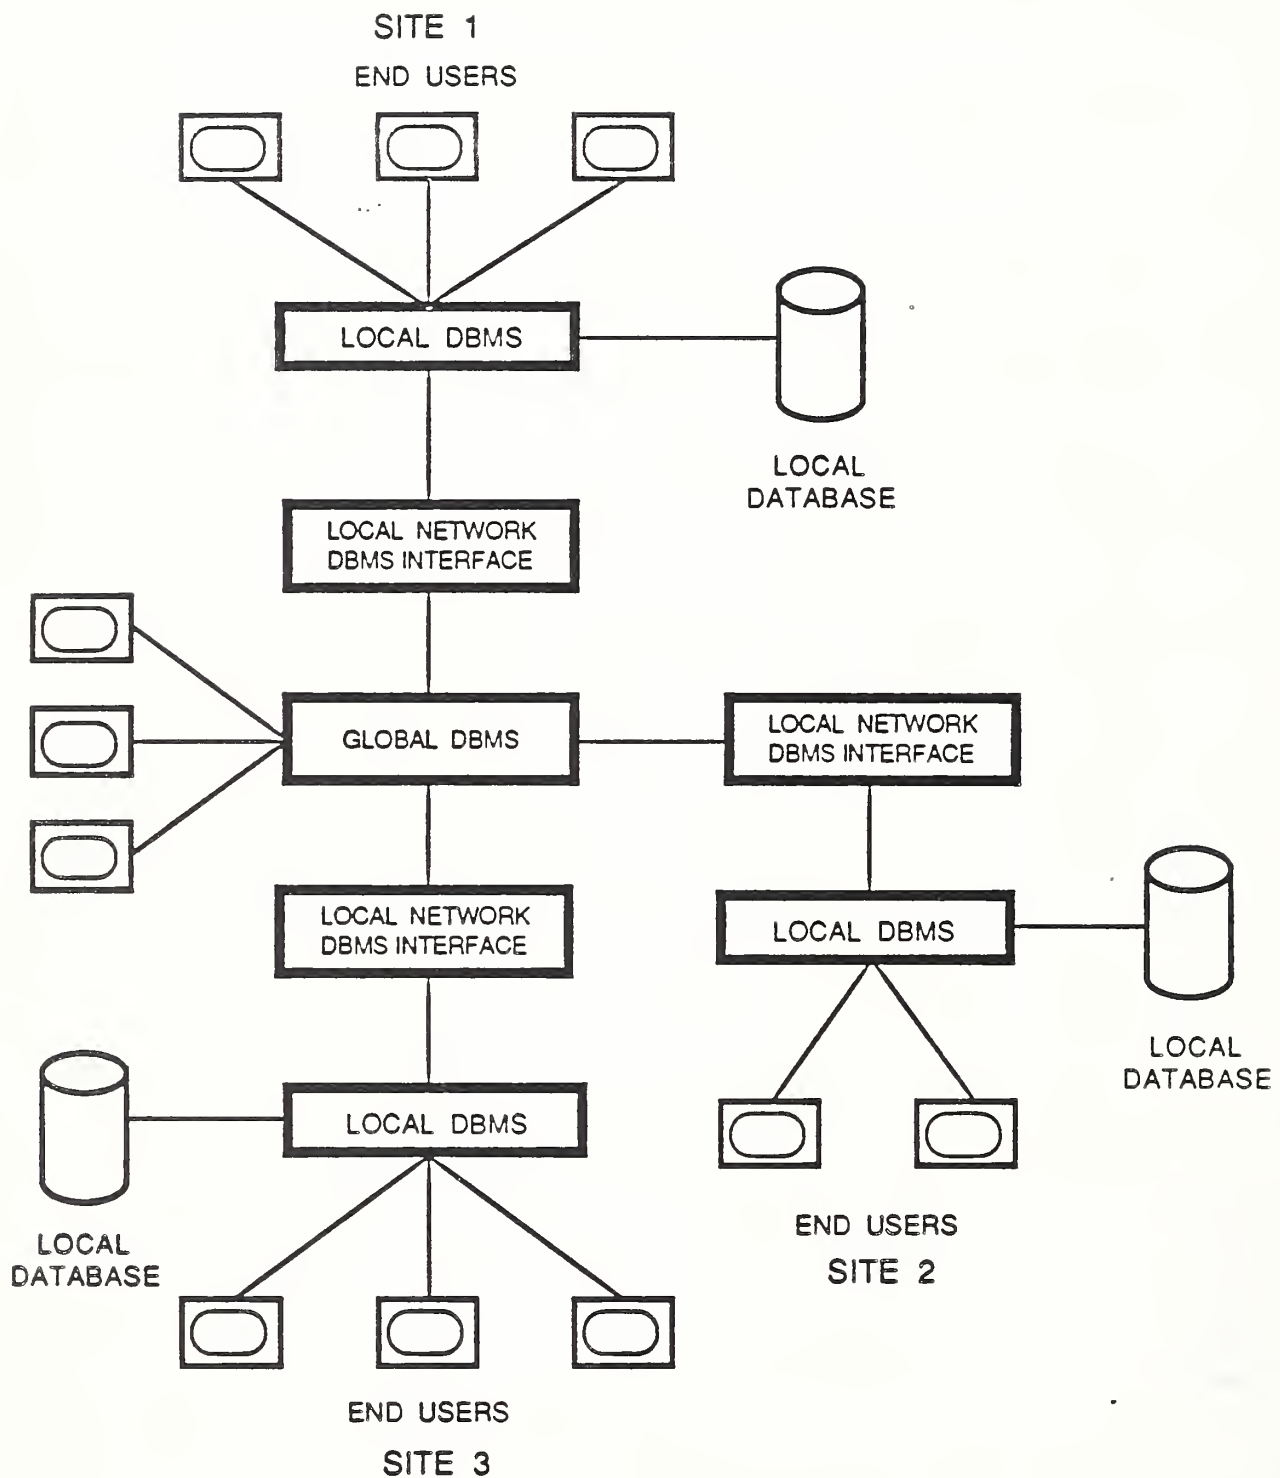 SITE 1
END USERS
LOCAL DBMS
LOCAL
DATABASE
LOCAL NETWORK
DBMS INTERFACE
GLOBAL DBMS
LOCAL NETWORK
DBMS INTERFACE
LOCAL NETWORK
DBMS INTERFACE
LOCAL DBMS
LOCAL
DATABASE
LOCAL DBMS
LOCAL
DATABASE
END USERS
SITE 2
END USERS
SITE 3